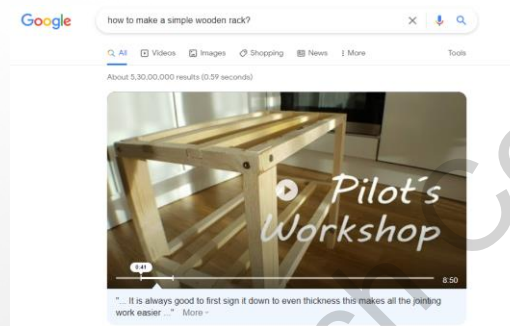 Google
how to make a simple wooden rack?
All Videos Images Shopping News More Tools
About 5,30,00,000 results (0.59 seconds)
Pilot´s
Workshop
0:41
8:50
"... It is always good to first sign it down to even thickness this makes all the jointing
work easier ..." More